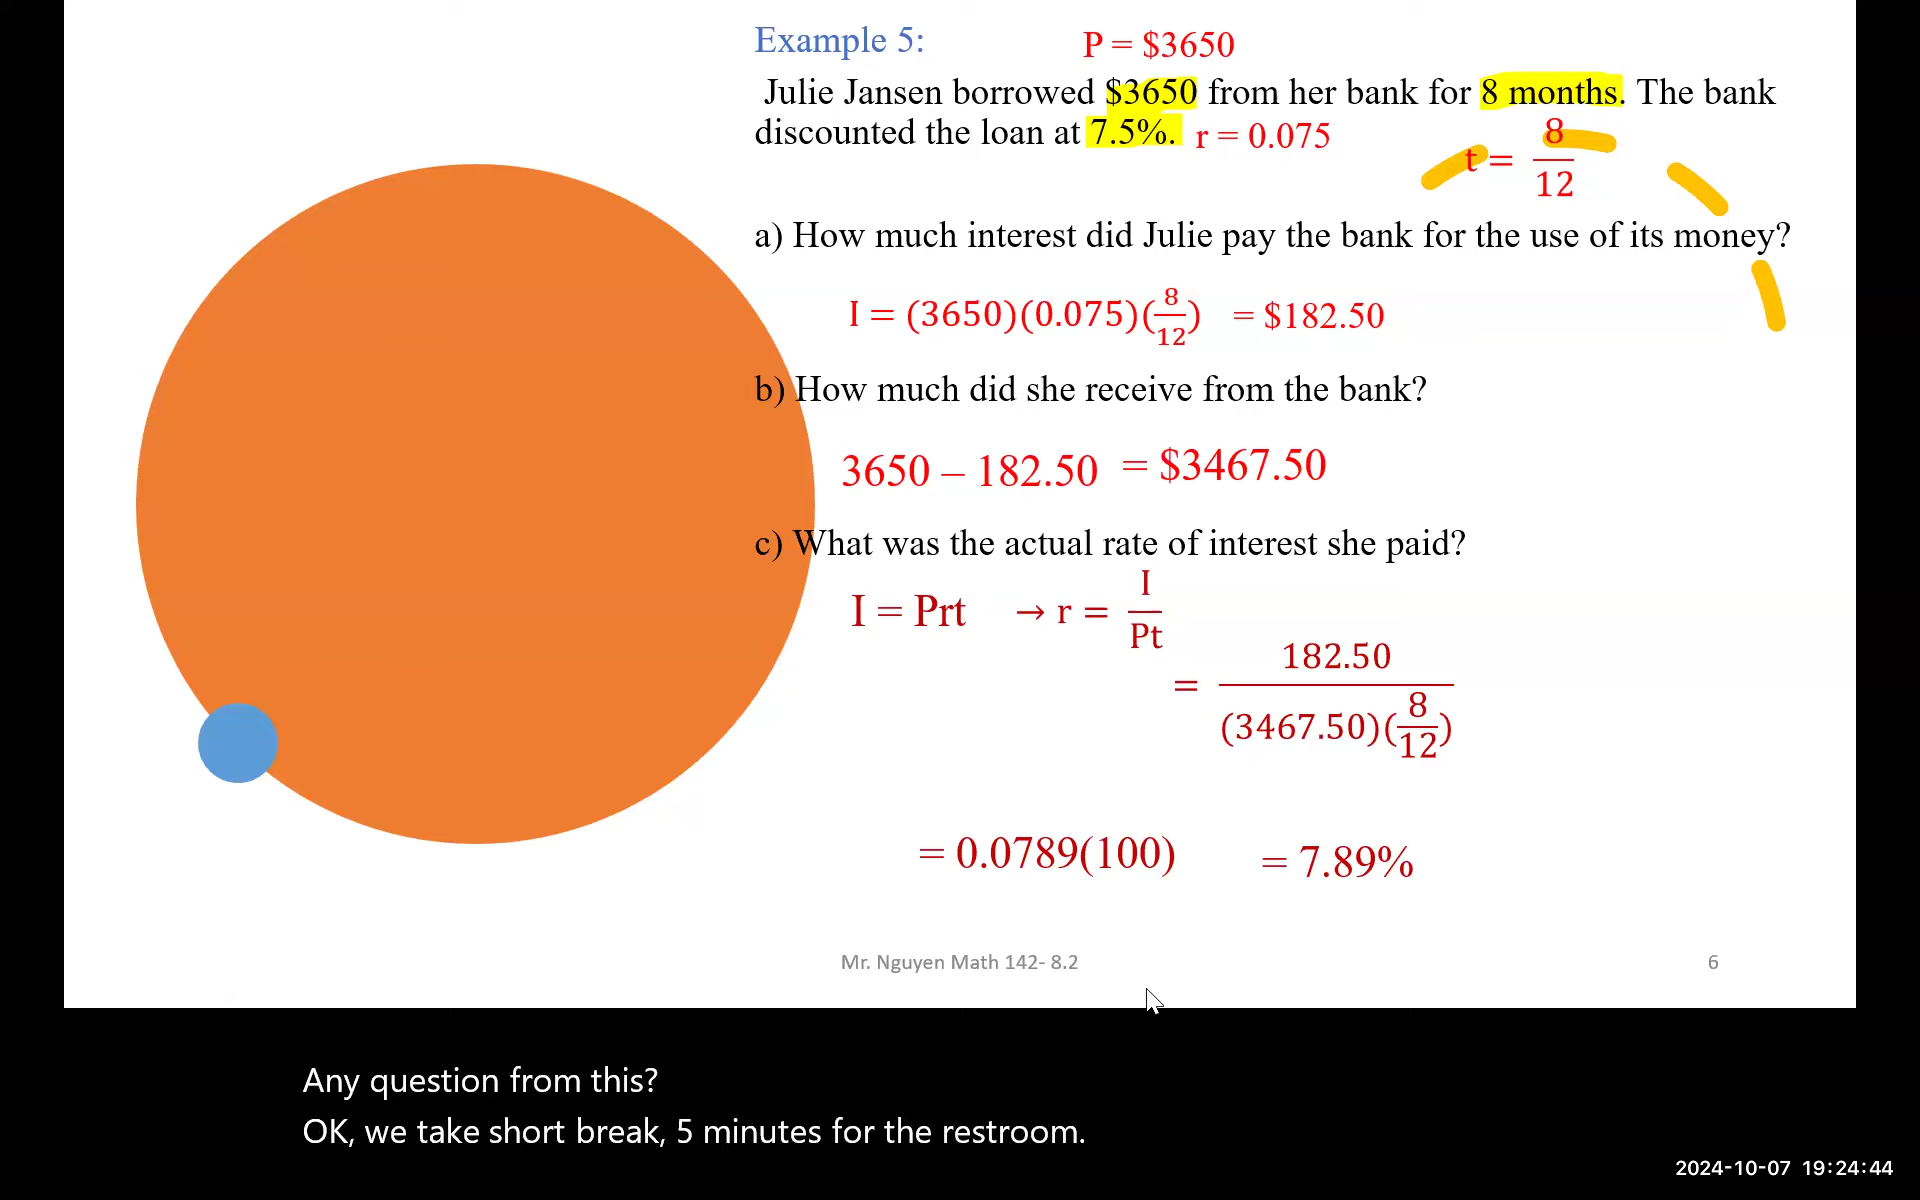 Example 5: P = $3650
Julie Jansen borrowed $3650 from her bank for 8 months. The bank
discounted the loan at 7.5%. r = 0.075 t = 8/12
a) How much interest did Julie pay the bank for the use of its money?
I = (3650)(0.075)(8/12) = $182.50
b) How much did she receive from the bank?
3650 – 182.50 = $3467.50
c) What was the actual rate of interest she paid?
I = Prt → r = I/Pt
= 182.50/(3467.50)(8/12)
= 0.0789(100) = 7.89%
Mr. Nguyen Math 142- 8.2 6
Any question from this?
OK, we take short break, 5 minutes for the restroom.
2024-10-07 19:24:44